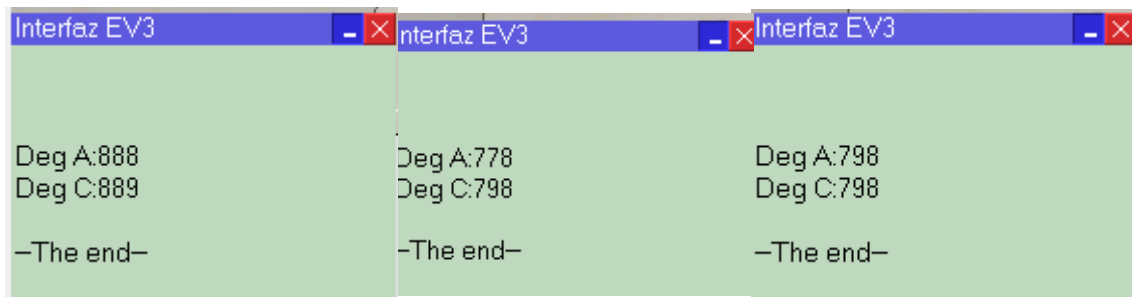 Interfaz EV3
Deg A:888
Deg C:889
–The end–
nterfaz EV3
Deg A:778
Deg C:798
–The end–
Interfaz EV3
Deg A:798
Deg C:798
–The end–